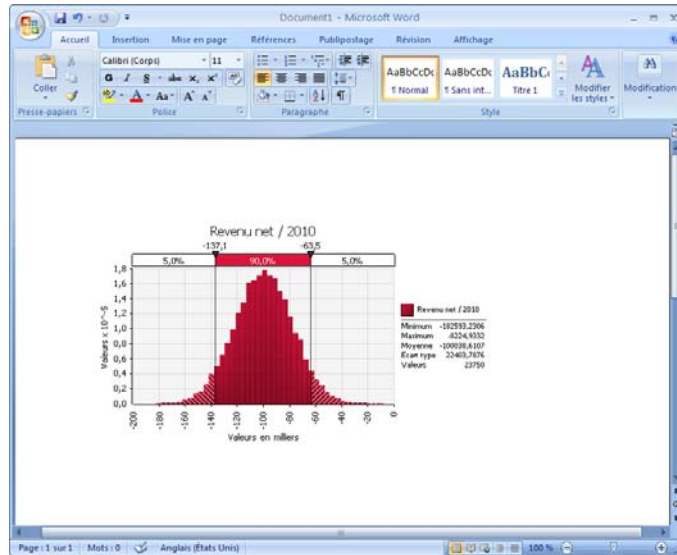 Document1 - Microsoft Word
Accueil Insertion Mise en page Références Publipostage Révision Affichage
Coller
Calibri (Corps) 11
G I S abc x, x²
Aa A A
AaBbCcDc AaBbCcDc AaBbC
¶ Normal ¶ Sans int... Titre 1
Modifier les styles
Modification
Presse-papiers Police Paragraphe Style
Revenu net / 2010
-137,1 -63,5
5,0% 90,0% 5,0%
1,8
1,6
1,4
1,2
1,0
0,8
0,6
0,4
0,2
0,0
Valeurs x 10^-5
-200 -180 -160 -140 -120 -100 -80 -60 -40 -20 0
Valeurs en milliers
Revenu net / 2010
Minimum -182593,2306
Maximum
Moyenne -100038,6107
Ecart type 22403,7876
Valeurs 23750
Page : 1 sur 1 Mots : 0 Anglais (États Unis) 100 %